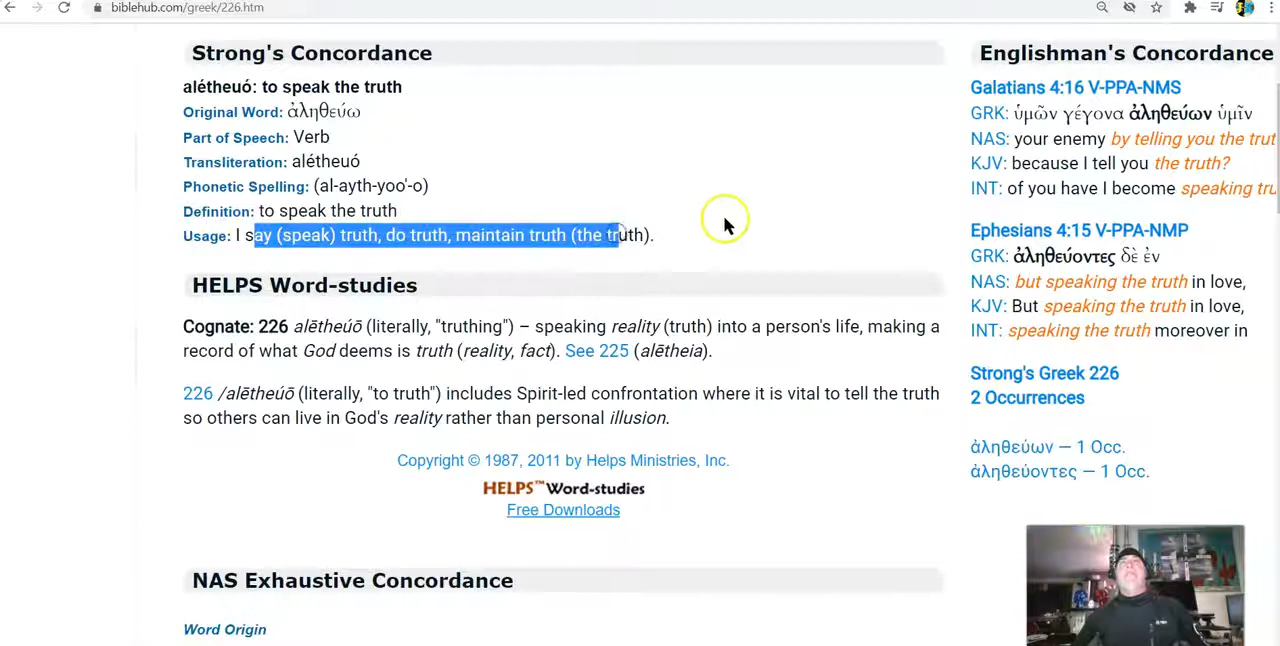 biblehub.com/greek/226.htm
Strong's Concordance
alétheuó: to speak the truth
Original Word: ἀληθεύω
Part of Speech: Verb
Transliteration: alétheuó
Phonetic Spelling: (al-ayth-yoo'-o)
Definition: to speak the truth
Usage: I say (speak) truth, do truth, maintain truth (the truth).
HELPS Word-studies
Cognate: 226 alētheúō (literally, "truthing") – speaking reality (truth) into a person's life, making a
record of what God deems is truth (reality, fact). See 225 (alētheia).
226 /alētheúō (literally, "to truth") includes Spirit-led confrontation where it is vital to tell the truth
so others can live in God's reality rather than personal illusion.
Copyright © 1987, 2011 by Helps Ministries, Inc.
HELPS™Word-studies
Free Downloads
NAS Exhaustive Concordance
Word Origin
Englishman's Concordance
Galatians 4:16 V-PPA-NMS
GRK: ὑμῶν γέγονα ἀληθεύων ὑμῖν
NAS: your enemy by telling you the trut
KJV: because I tell you the truth?
INT: of you have I become speaking tru
Ephesians 4:15 V-PPA-NMP
GRK: ἀληθεύοντες δὲ ἐν
NAS: but speaking the truth in love,
KJV: But speaking the truth in love,
INT: speaking the truth moreover in
Strong's Greek 226
2 Occurrences
ἀληθεύων — 1 Occ.
ἀληθεύοντες — 1 Occ.